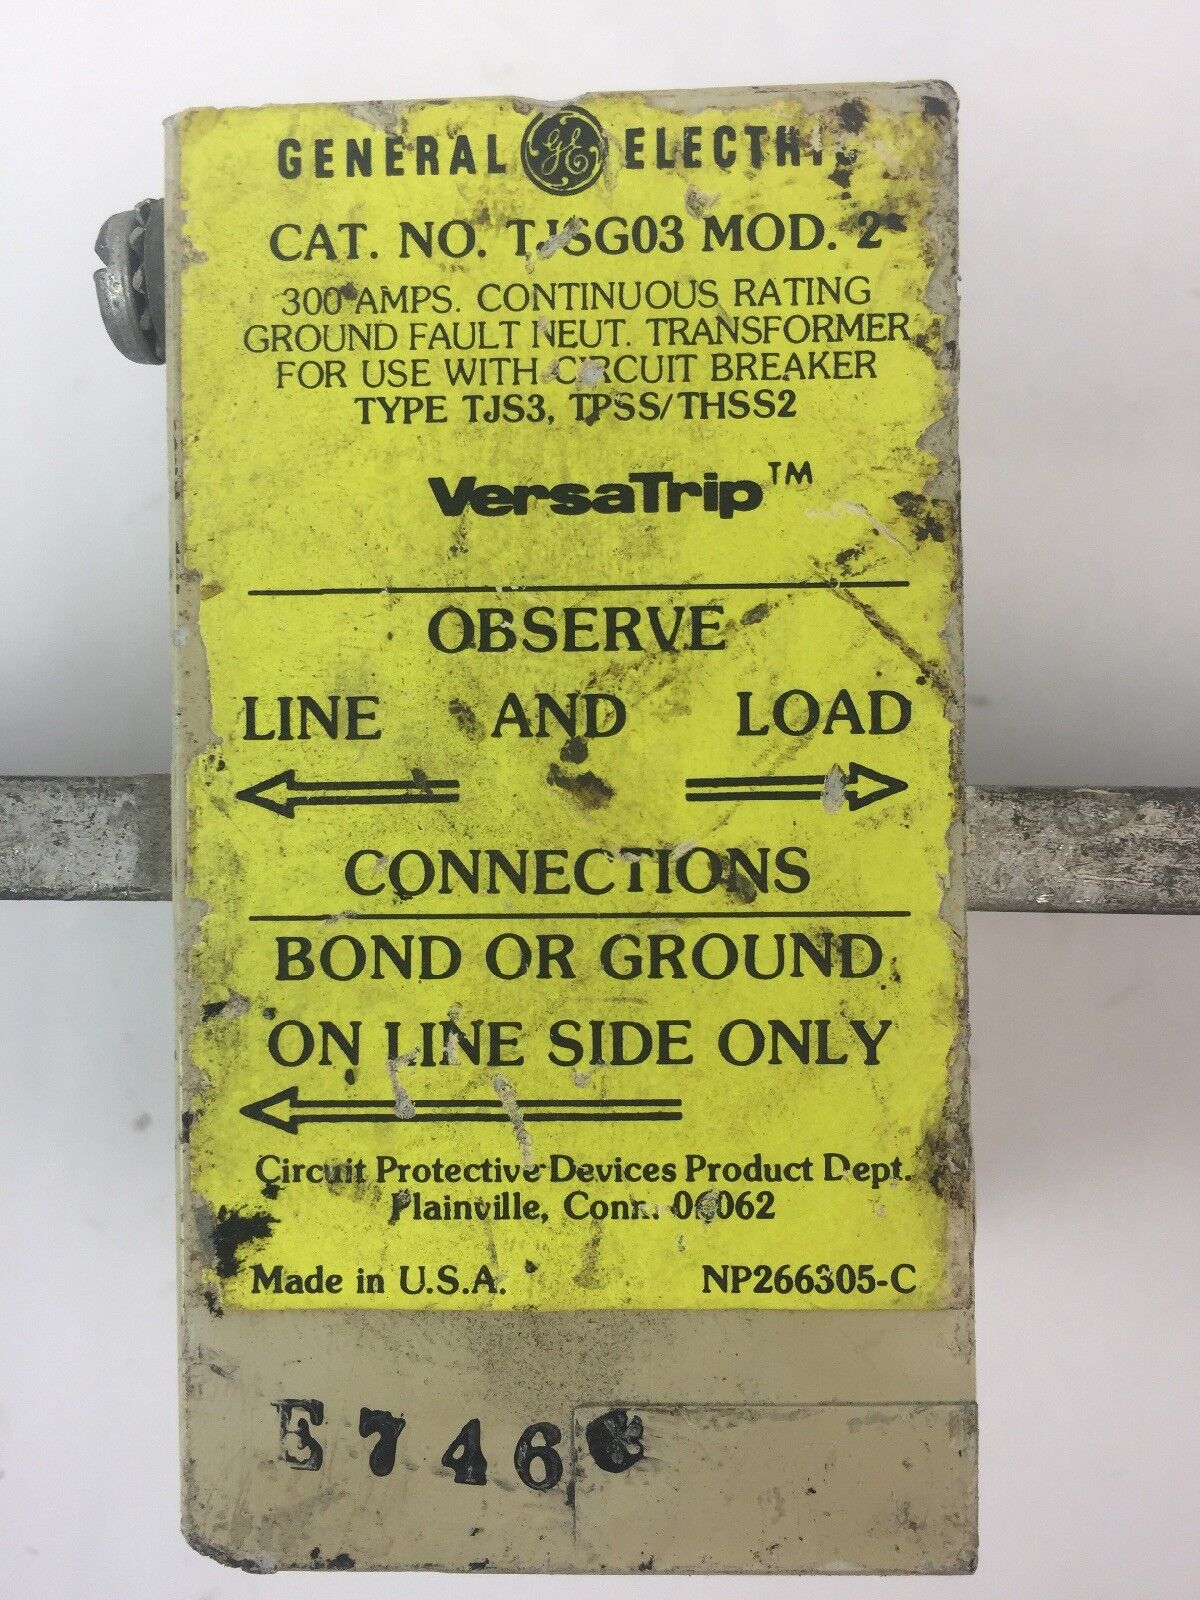 GENERAL GE ELECTRIC
CAT. NO. TJSG03 MOD. 2
300 AMPS. CONTINUOUS RATING
GROUND FAULT NEUT. TRANSFORMER
FOR USE WITH CIRCUIT BREAKER
TYPE TJS3, TPSS/THSS2
VersaTrip™
OBSERVE
LINE AND LOAD
CONNECTIONS
BOND OR GROUND
ON LINE SIDE ONLY
Circuit Protective Devices Product Dept.
Plainville, Conn. 06062
Made in U.S.A. NP266305-C
E746